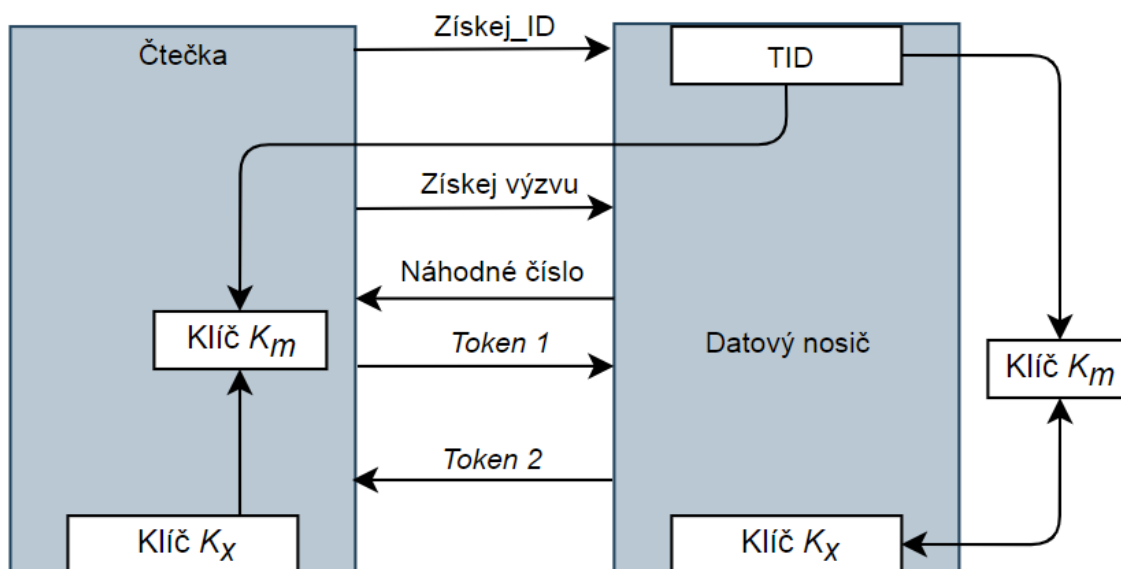 Získej_ID
Čtečka
TID
Získej výzvu
Náhodné číslo
Klíč Km
Token 1
Datový nosič
Klíč Km
Token 2
Klíč Kx
Klíč Kx